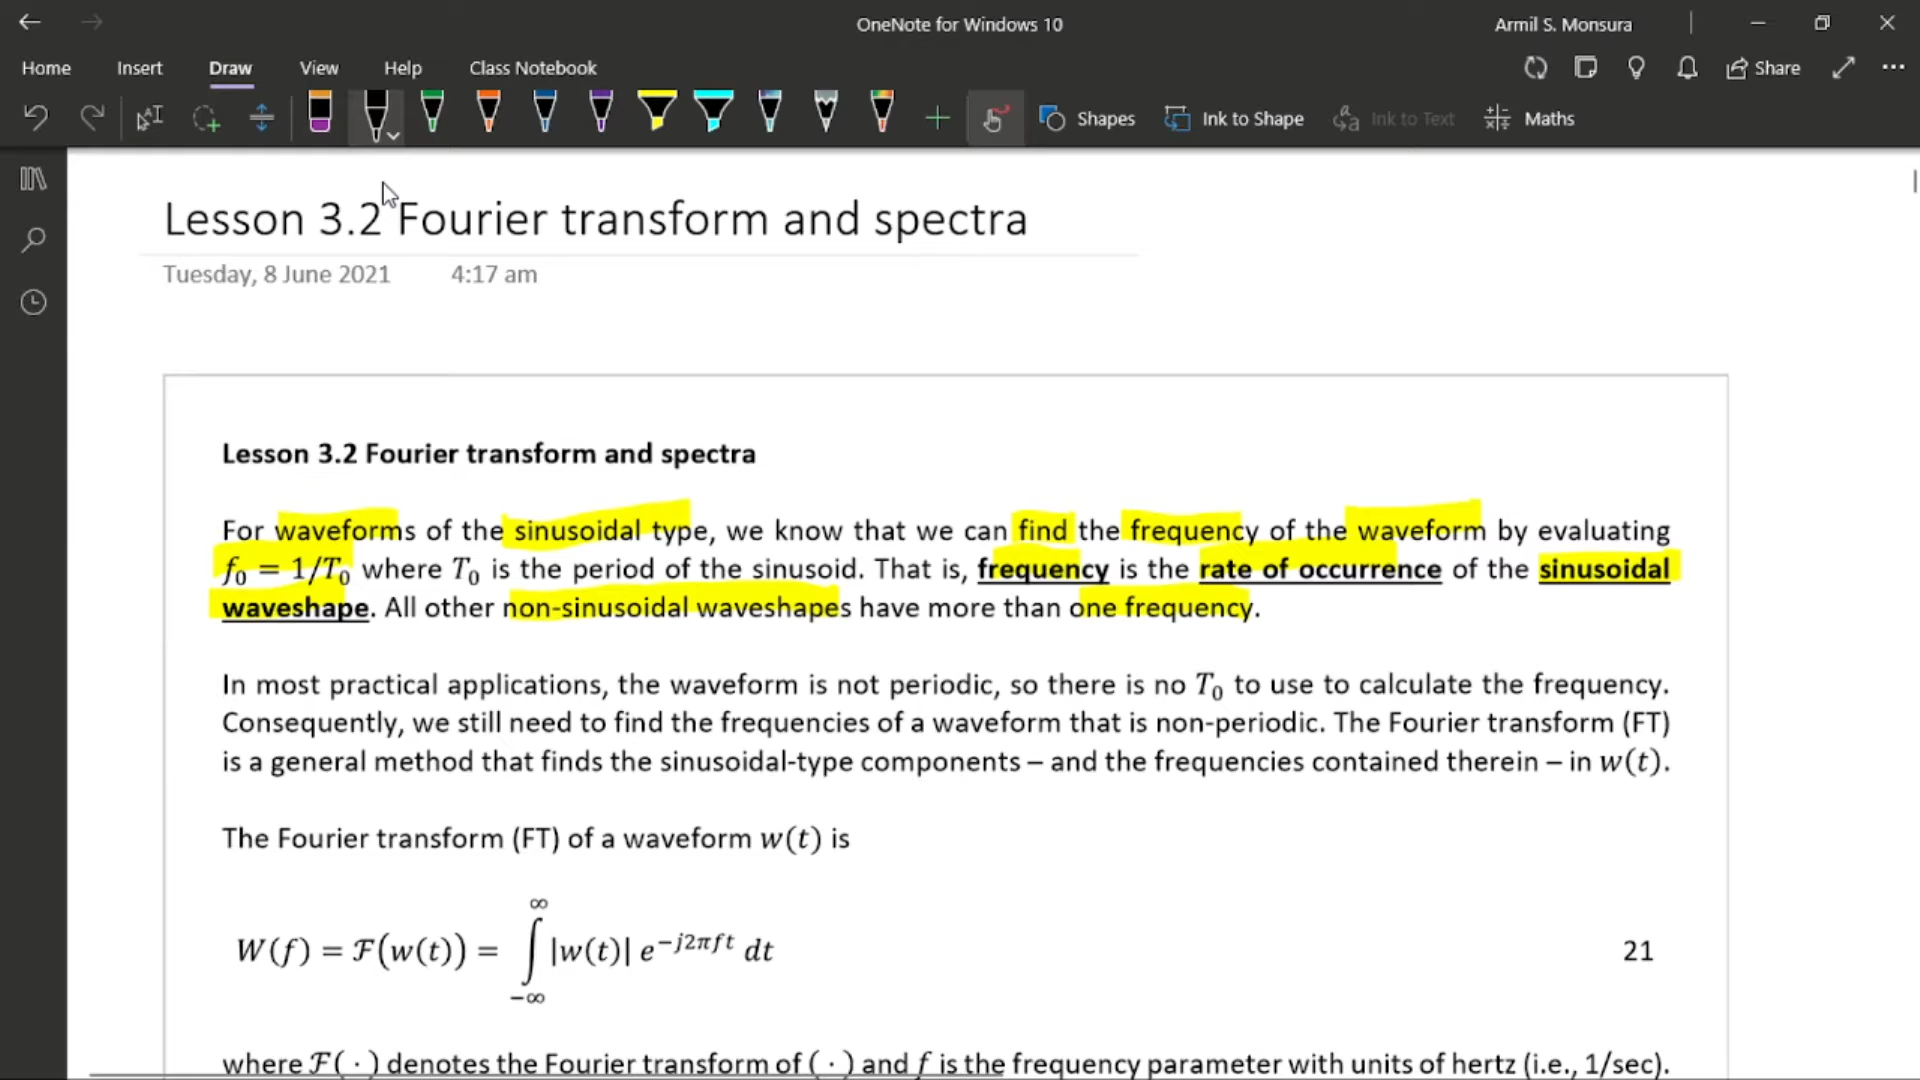 OneNote for Windows 10
Armil S. Monsura
Home Insert Draw View Help Class Notebook
Share
Shapes Ink to Shape Ink to Text Maths
Lesson 3.2 Fourier transform and spectra
Tuesday, 8 June 2021 4:17 am
Lesson 3.2 Fourier transform and spectra
For waveforms of the sinusoidal type, we know that we can find the frequency of the waveform by evaluating
f₀ = 1/T₀ where T₀ is the period of the sinusoid. That is, frequency is the rate of occurrence of the sinusoidal
waveshape. All other non-sinusoidal waveshapes have more than one frequency.
In most practical applications, the waveform is not periodic, so there is no T₀ to use to calculate the frequency.
Consequently, we still need to find the frequencies of a waveform that is non-periodic. The Fourier transform (FT)
is a general method that finds the sinusoidal-type components – and the frequencies contained therein – in w(t).
The Fourier transform (FT) of a waveform w(t) is
W(f) = ℱ(w(t)) = ∫_{−∞}^{∞} |w(t)| e^{−j2πft} dt 21
where ℱ( · ) denotes the Fourier transform of ( · ) and f is the frequency parameter with units of hertz (i.e., 1/sec).